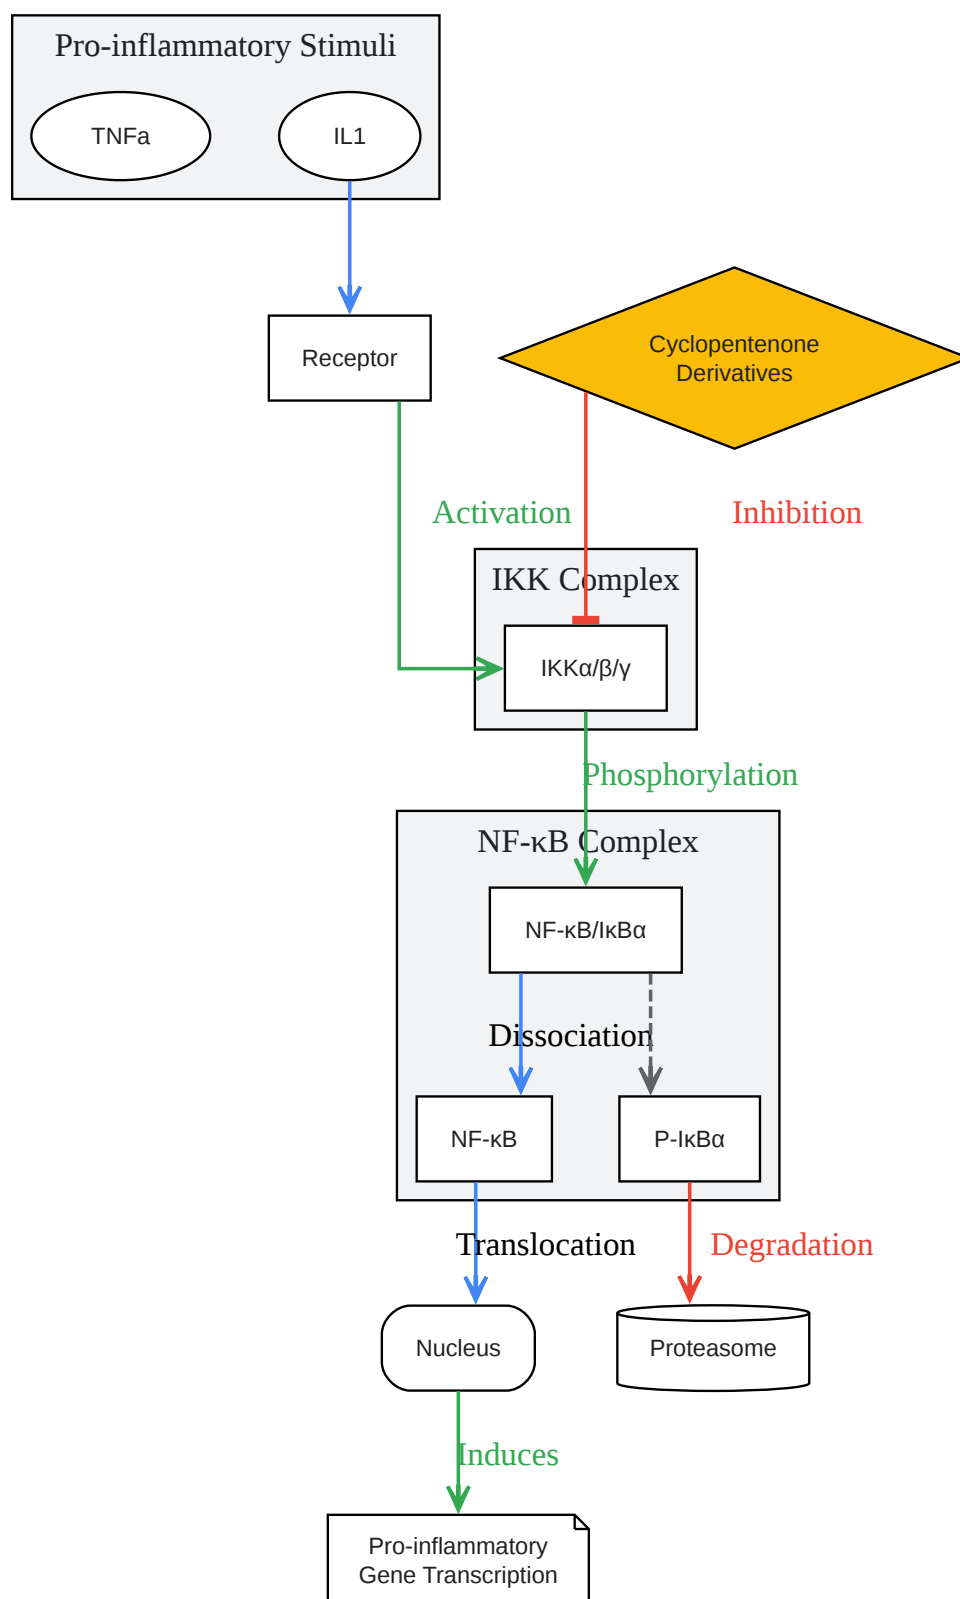 Pro-inflammatory Stimuli
TNFa
IL1
Receptor
Cyclopentenone
Derivatives
Activation
Inhibition
IKK Complex
IKKα/β/γ
Phosphorylation
NF-κB Complex
NF-κB/IκBα
Dissociation
NF-κB
P-IκBα
Translocation
Degradation
Nucleus
Proteasome
Induces
Pro-inflammatory
Gene Transcription